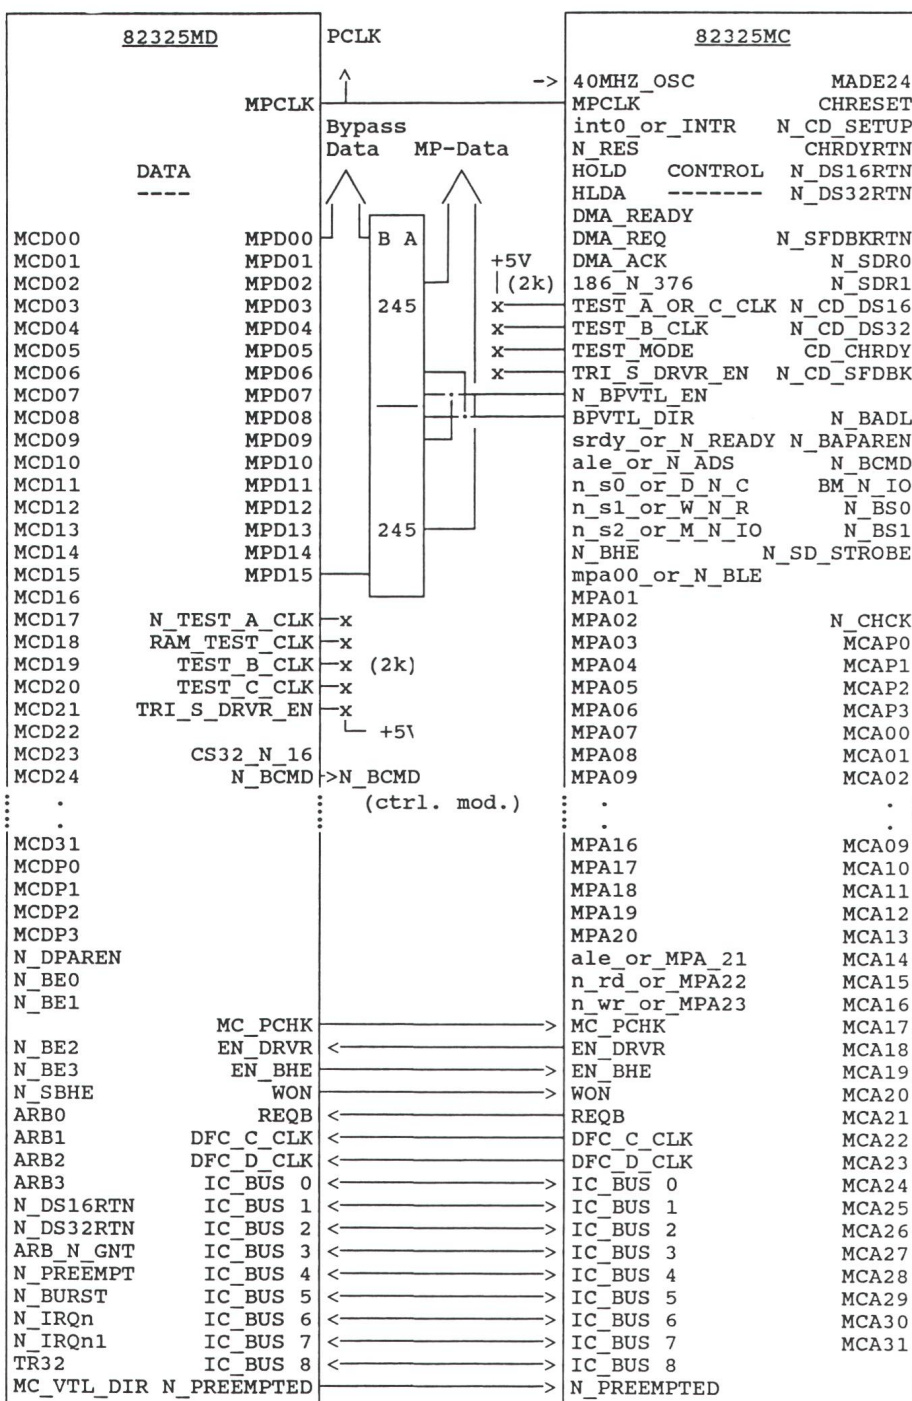 82325MD PCLK 82325MC
-> 40MHZ_OSC MADE24
MPCLK MPCLK CHRESET
Bypass int0_or_INTR N_CD_SETUP
Data MP-Data N_RES CHRDYRTN
DATA HOLD CONTROL N_DS16RTN
---- HLDA ------- N_DS32RTN
DMA_READY
MCD00 MPD00 B A DMA_REQ N_SFDBKRTN
MCD01 MPD01 +5V DMA_ACK N_SDR0
MCD02 MPD02 (2k) 186_N_376 N_SDR1
MCD03 MPD03 245 x TEST_A_OR_C_CLK N_CD_DS16
MCD04 MPD04 x TEST_B_CLK N_CD_DS32
MCD05 MPD05 x TEST_MODE CD_CHRDY
MCD06 MPD06 x TRI_S_DRVR_EN N_CD_SFDBK
MCD07 MPD07 N_BPVTL_EN
MCD08 MPD08 BPVTL_DIR N_BADL
MCD09 MPD09 srdy_or_N_READY N_BAPAREN
MCD10 MPD10 ale_or_N_ADS N_BCMD
MCD11 MPD11 n_s0_or_D_N_C BM_N_IO
MCD12 MPD12 n_s1_or_W_N_R N_BS0
MCD13 MPD13 245 n_s2_or_M_N_IO N_BS1
MCD14 MPD14 N_BHE N_SD_STROBE
MCD15 MPD15 mpa00_or_N_BLE
MCD16 MPA01
MCD17 N_TEST_A_CLK x MPA02 N_CHCK
MCD18 RAM_TEST_CLK x MPA03 MCAP0
MCD19 TEST_B_CLK x (2k) MPA04 MCAP1
MCD20 TEST_C_CLK x MPA05 MCAP2
MCD21 TRI_S_DRVR_EN x MPA06 MCAP3
MCD22 +5V MPA07 MCA00
MCD23 CS32_N_16 MPA08 MCA01
MCD24 N_BCMD >N_BCMD MPA09 MCA02
(ctrl. mod.)
MCD31 MPA16 MCA09
MCDP0 MPA17 MCA10
MCDP1 MPA18 MCA11
MCDP2 MPA19 MCA12
MCDP3 MPA20 MCA13
N_DPAREN ale_or_MPA_21 MCA14
N_BE0 n_rd_or_MPA22 MCA15
N_BE1 n_wr_or_MPA23 MCA16
MC_PCHK MC_PCHK MCA17
N_BE2 EN_DRVR EN_DRVR MCA18
N_BE3 EN_BHE EN_BHE MCA19
N_SBHE WON WON MCA20
ARB0 REQB REQB MCA21
ARB1 DFC_C_CLK DFC_C_CLK MCA22
ARB2 DFC_D_CLK DFC_D_CLK MCA23
ARB3 IC_BUS 0 IC_BUS 0 MCA24
N_DS16RTN IC_BUS 1 IC_BUS 1 MCA25
N_DS32RTN IC_BUS 2 IC_BUS 2 MCA26
ARB_N_GNT IC_BUS 3 IC_BUS 3 MCA27
N_PREEMPT IC_BUS 4 IC_BUS 4 MCA28
N_BURST IC_BUS 5 IC_BUS 5 MCA29
N_IRQn IC_BUS 6 IC_BUS 6 MCA30
N_IRQn1 IC_BUS 7 IC_BUS 7 MCA31
TR32 IC_BUS 8 IC_BUS 8
MC_VTL_DIR N_PREEMPTED N_PREEMPTED